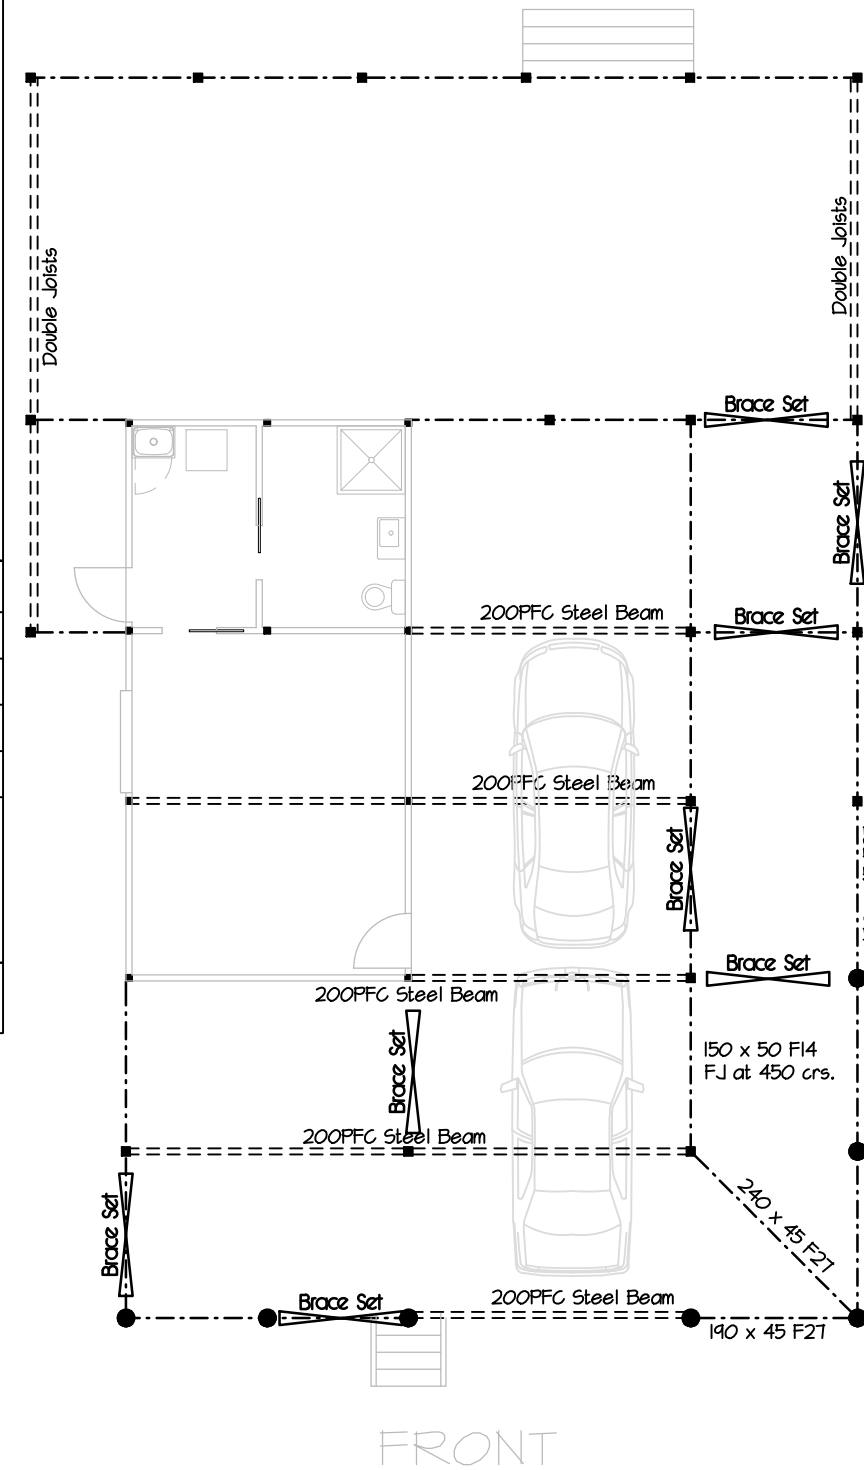 Double Joists
Double Joists
Brace Set
Brace Set
200PFC Steel Beam
Brace Set
200PFC Steel Beam
Brace Set
Brace Set
200PFC Steel Beam
Brace Set
150 x 50 F14
FJ at 450 crs.
200PFC Steel Beam
Brace Set
240 x 45 F27
200PFC Steel Beam
Brace Set
190 x 45 F27
FRONT